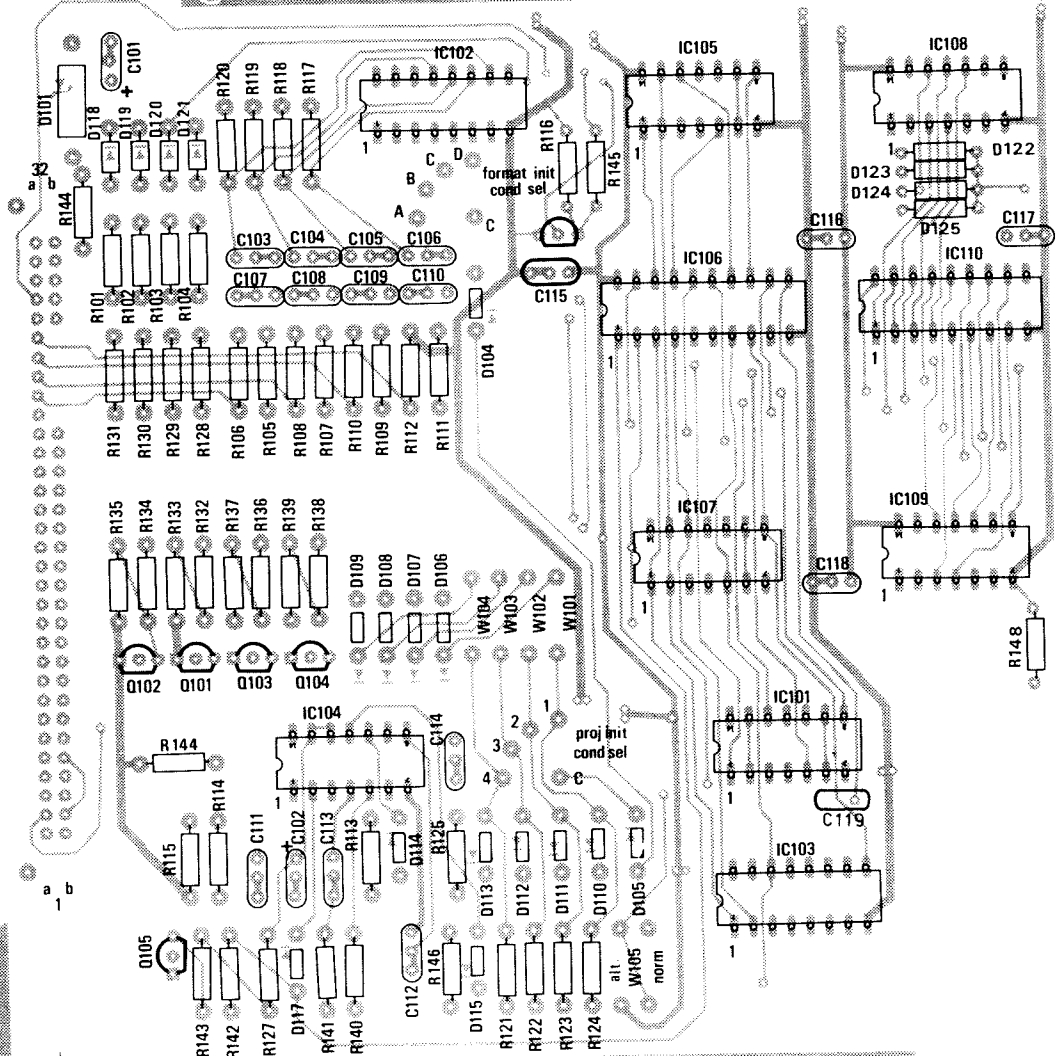 IC102
IC105
IC108
C101
+
D101
D118
D119
D120
D121
R120
R119
R118
R117
1
D
C
B
A
C
format init
cond sel
R116
R145
1
1
D122
D123
D124
D125
32
a b
R144
C116
C117
R101
R102
R103
R104
C103
C104
C105
C106
C107
C108
C109
C110
C115
IC106
IC110
D104
1
1
R131
R130
R129
R128
R106
R105
R108
R107
R110
R109
R112
R111
R135
R134
R133
R132
R137
R136
R139
R138
IC107
IC109
D109
D108
D107
D106
W104
W103
W102
W101
1
C118
1
R148
Q102
Q101
Q103
Q104
IC104
C114
1
2
3
4
C
proj init
cond sel
IC101
1
R144
1
R114
R115
C111
+
C102
C113
R113
D114
R125
D113
D112
D111
D110
D105
C119
IC103
a b
1
Q105
R143
R142
R127
D117
R141
R140
C112
R146
D115
R121
R122
R123
R124
alt
W105
norm
1